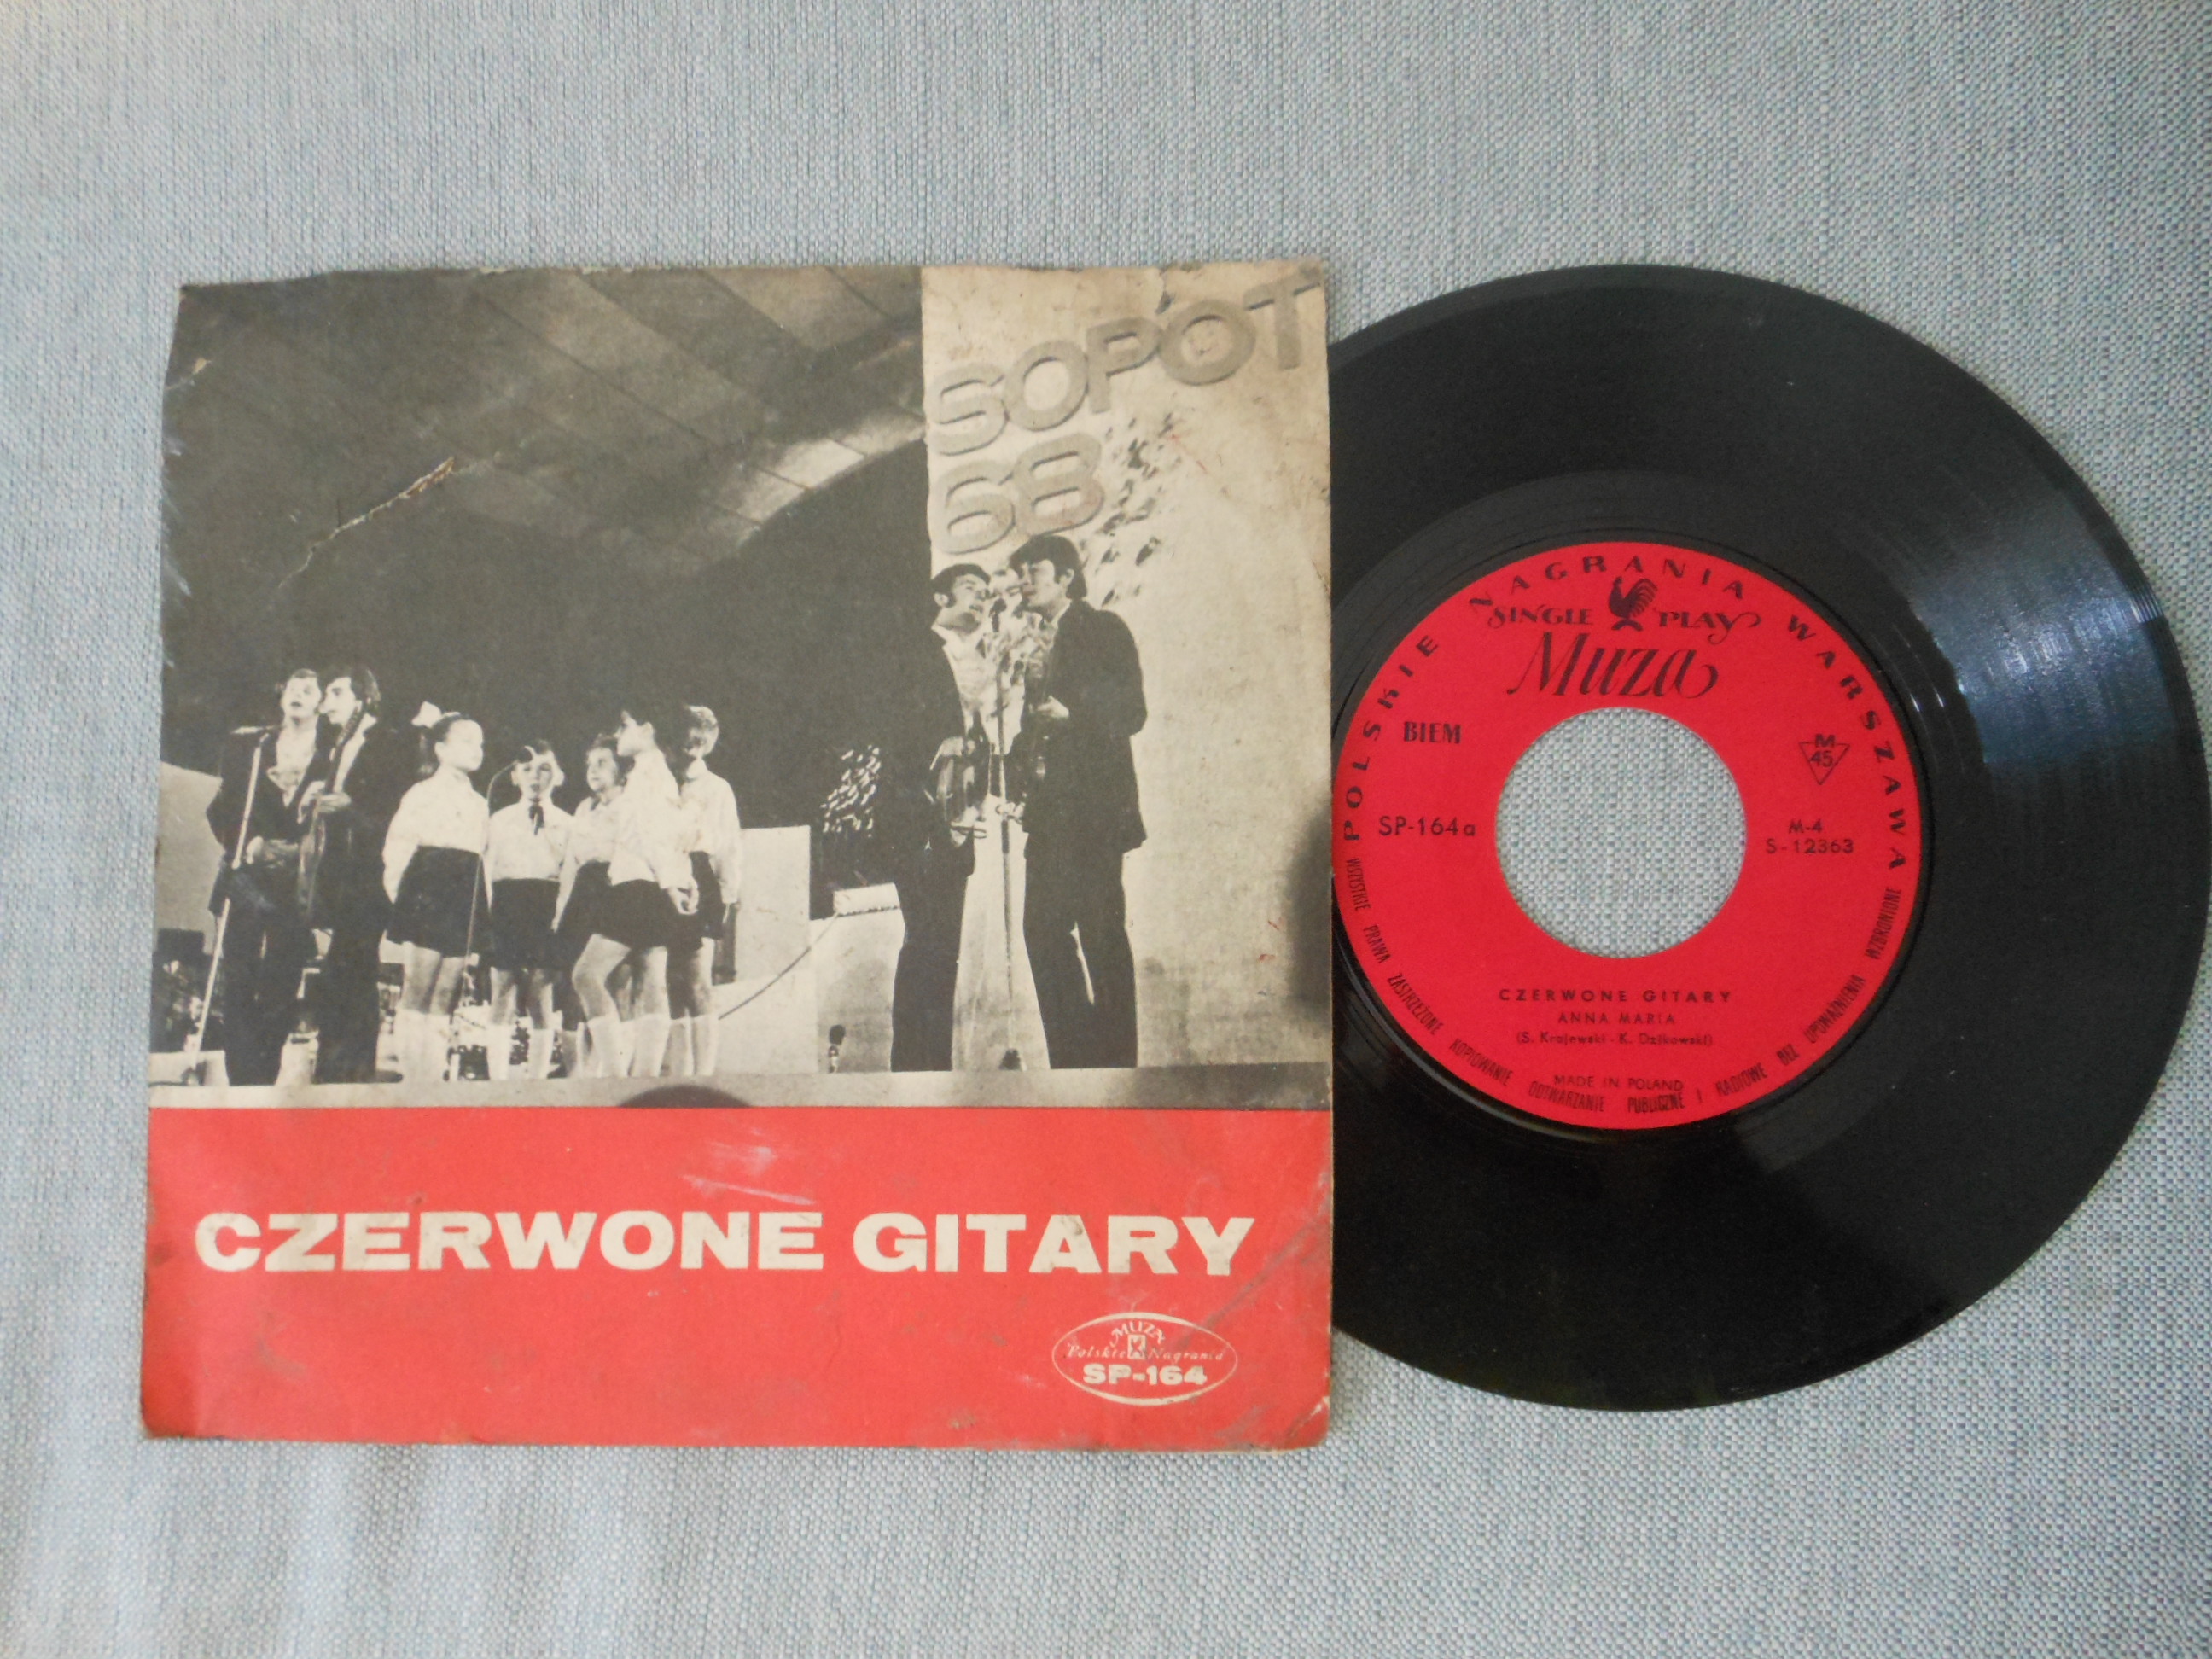 SOPOT
68
CZERWONE GITARY
MUZA
Polskie Nagrania
SP-164
POLSKIE NAGRANIA WARSZAWA
SINGLE PLAY
Muza
BIEM
M
45
SP-164a
M-4
S-12363
CZERWONE GITARY
ANNA MARIA
(S. Krajewski - K. Dzikowski)
MADE IN POLAND
WSZYSTKIE PRAWA ZASTRZEŻONE KOPIOWANIE ODTWARZANIE PUBLICZNE I RADIOWE BEZ UPOWAŻNIENIA WZBRONIONE